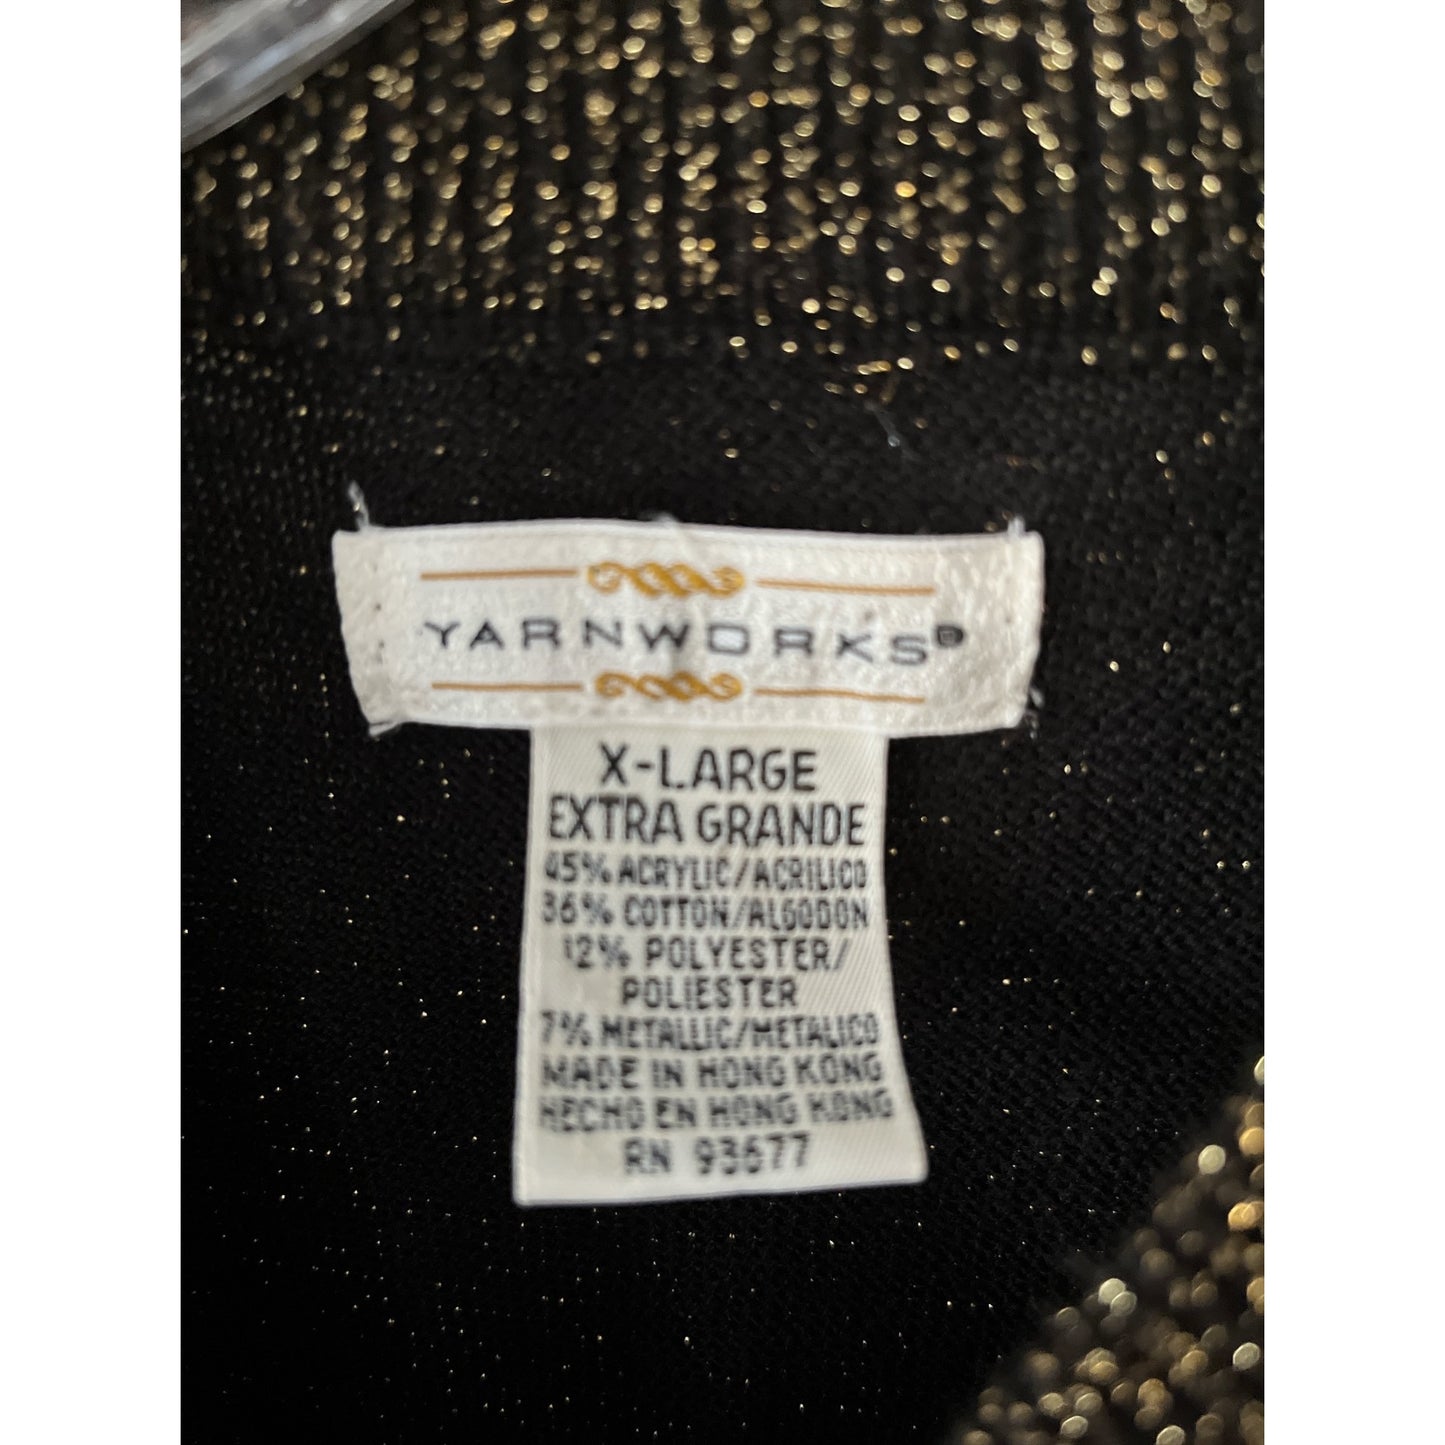 YARNWORKS®
X-LARGE
EXTRA GRANDE
45% ACRYLIC/ACRILICO
36% COTTON/ALGODON
12% POLYESTER/
POLIESTER
7% METALLIC/METALICO
MADE IN HONG KONG
HECHO EN HONG KONG
RN 93677